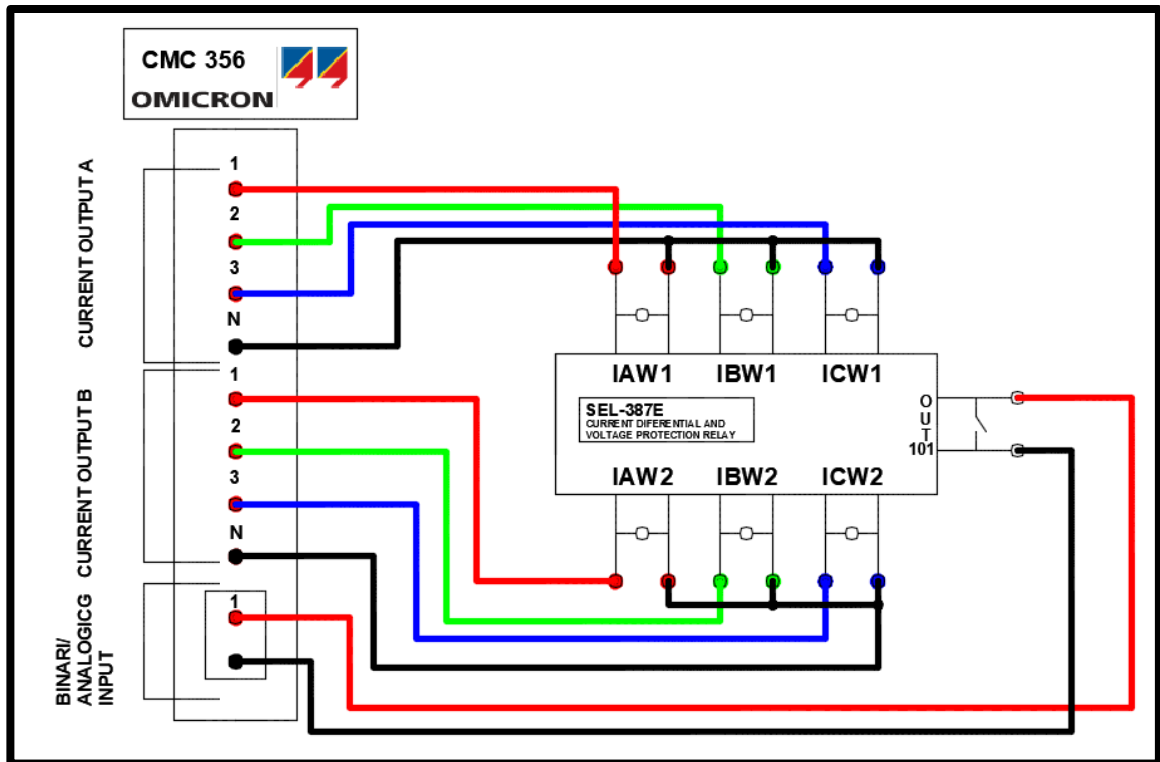 CMC 356
OMICRON
CURRENT OUTPUT A
1
2
3
N
CURRENT OUTPUT B
1
2
3
N
BINARI/
ANALOGICG
INPUT
1
IAW1 IBW1 ICW1
SEL-387E
CURRENT DIFERENTIAL AND
VOLTAGE PROTECTION RELAY
IAW2 IBW2 ICW2
O
U
T
101